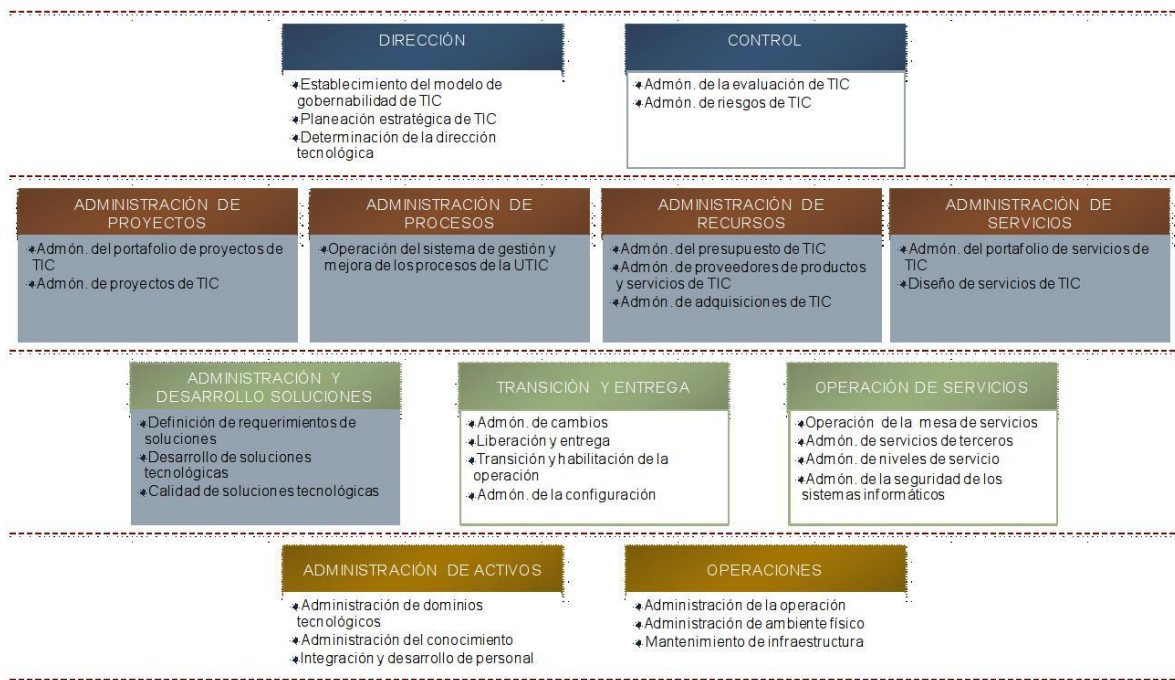 DIRECCIÓN
Establecimiento del modelo de
gobernabilidad de TIC
Planeación estratégica de TIC
Determinación de la dirección
tecnológica
CONTROL
Admón. de la evaluación de TIC
Admón. de riesgos de TIC
ADMINISTRACIÓN DE
PROYECTOS
Admón. del portafolio de proyectos de
TIC
Admón. de proyectos de TIC
ADMINISTRACIÓN DE
PROCESOS
Operación del sistema de gestión y
mejora de los procesos de la UTIC
ADMINISTRACIÓN DE
RECURSOS
Admón. del presupuesto de TIC
Admón. de proveedores de productos
y servicios de TIC
Admón. de adquisiciones de TIC
ADMINISTRACIÓN DE
SERVICIOS
Admón. del portafolio de servicios de
TIC
Diseño de servicios de TIC
ADMINISTRACIÓN Y
DESARROLLO SOLUCIONES
Definición de requerimientos de
soluciones
Desarrollo de soluciones
tecnológicas
Calidad de soluciones tecnológicas
TRANSICIÓN Y ENTREGA
Admón. de cambios
Liberación y entrega
Transición y habilitación de la
operación
Admón. de la configuración
OPERACIÓN DE SERVICIOS
Operación de la mesa de servicios
Admón. de servicios de terceros
Admón. de niveles de servicio
Admón. de la seguridad de los
sistemas informáticos
ADMINISTRACIÓN DE ACTIVOS
Administración de dominios
tecnológicos
Administración del conocimiento
Integración y desarrollo de personal
OPERACIONES
Administración de la operación
Administración de ambiente físico
Mantenimiento de infraestructura